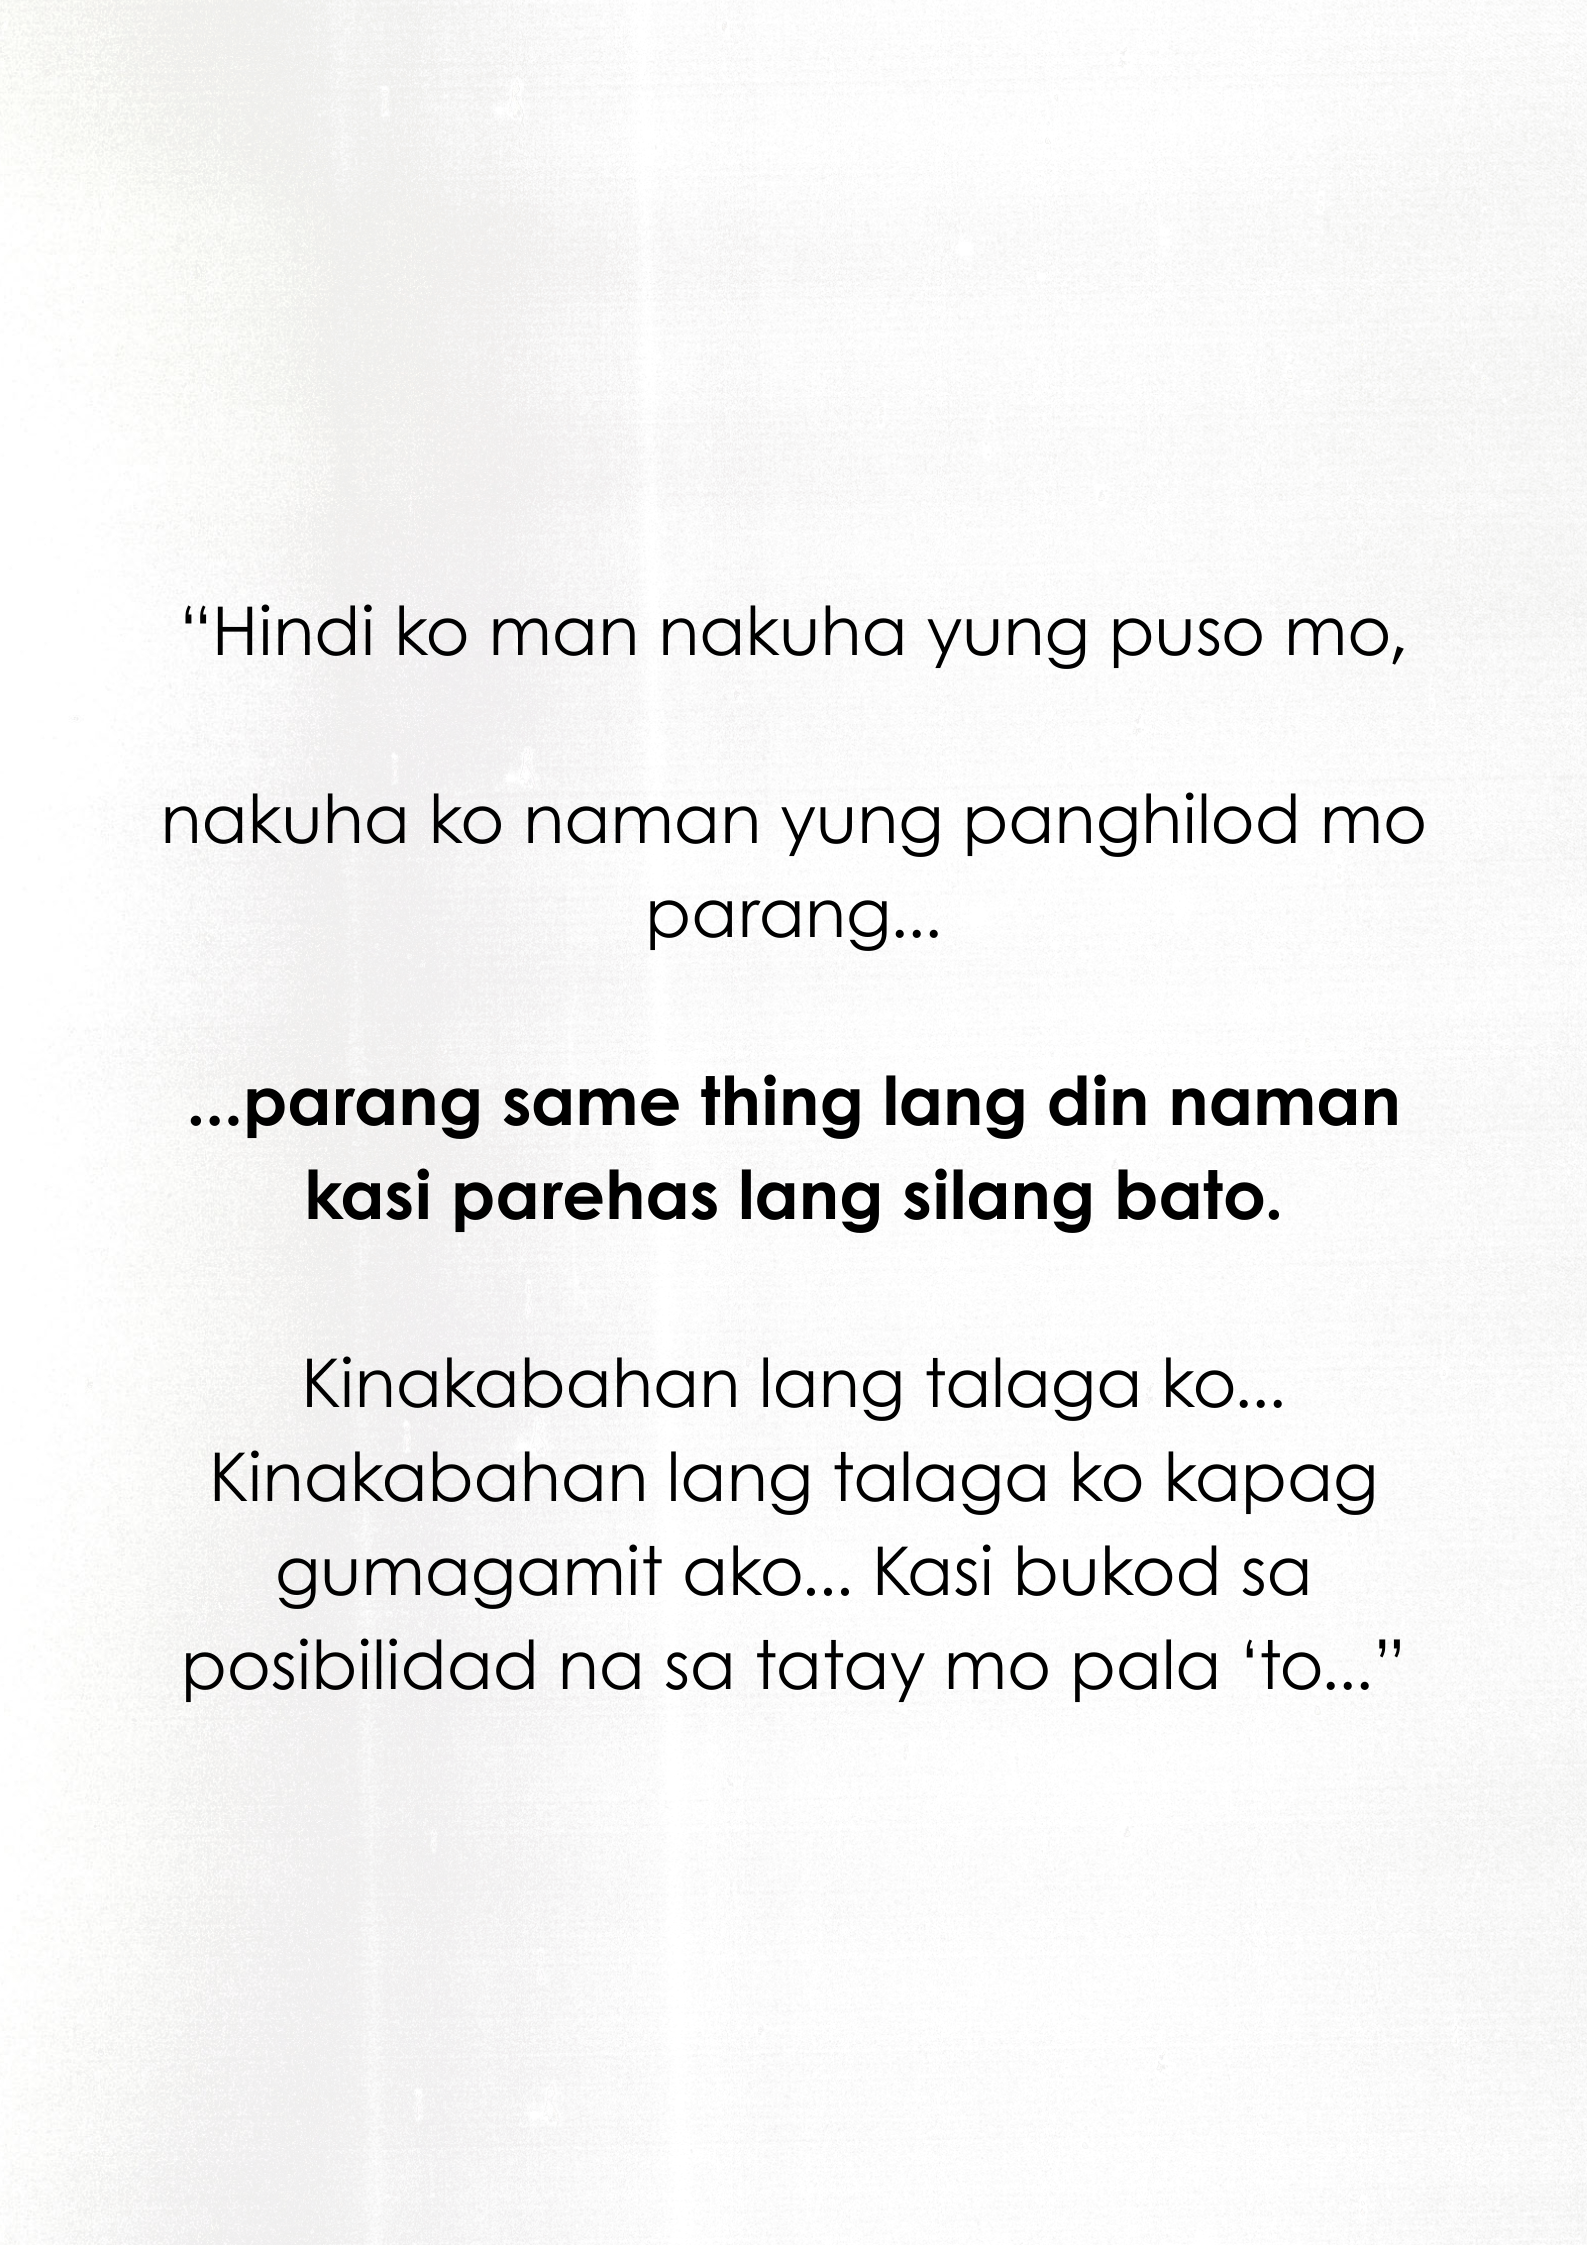 “Hindi ko man nakuha yung puso mo,
nakuha ko naman yung panghilod mo
parang...
...parang same thing lang din naman
kasi parehas lang silang bato.
Kinakabahan lang talaga ko...
Kinakabahan lang talaga ko kapag
gumagamit ako... Kasi bukod sa
posibilidad na sa tatay mo pala ‘to...”